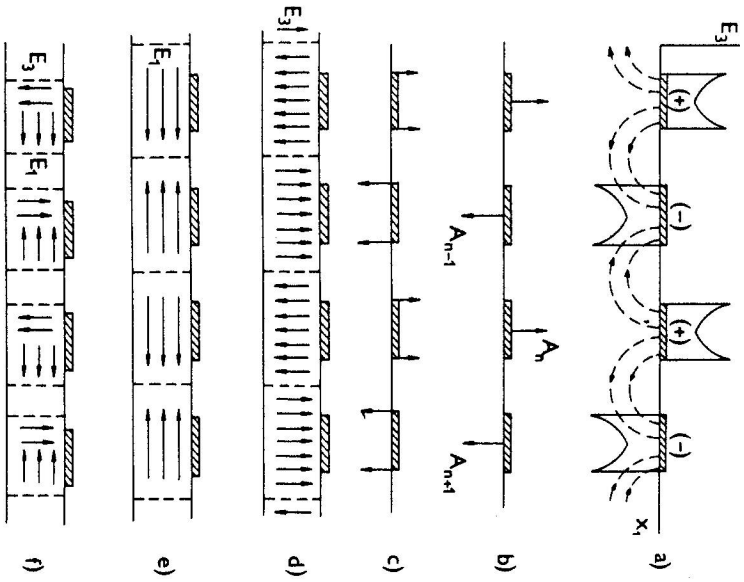 E₃
(+) (-) (+) (-)
x₁
a)
Aₙ
Aₙ₋₁ Aₙ₊₁
b)
c)
E₃
d)
E₁
e)
E₃ E₁
f)